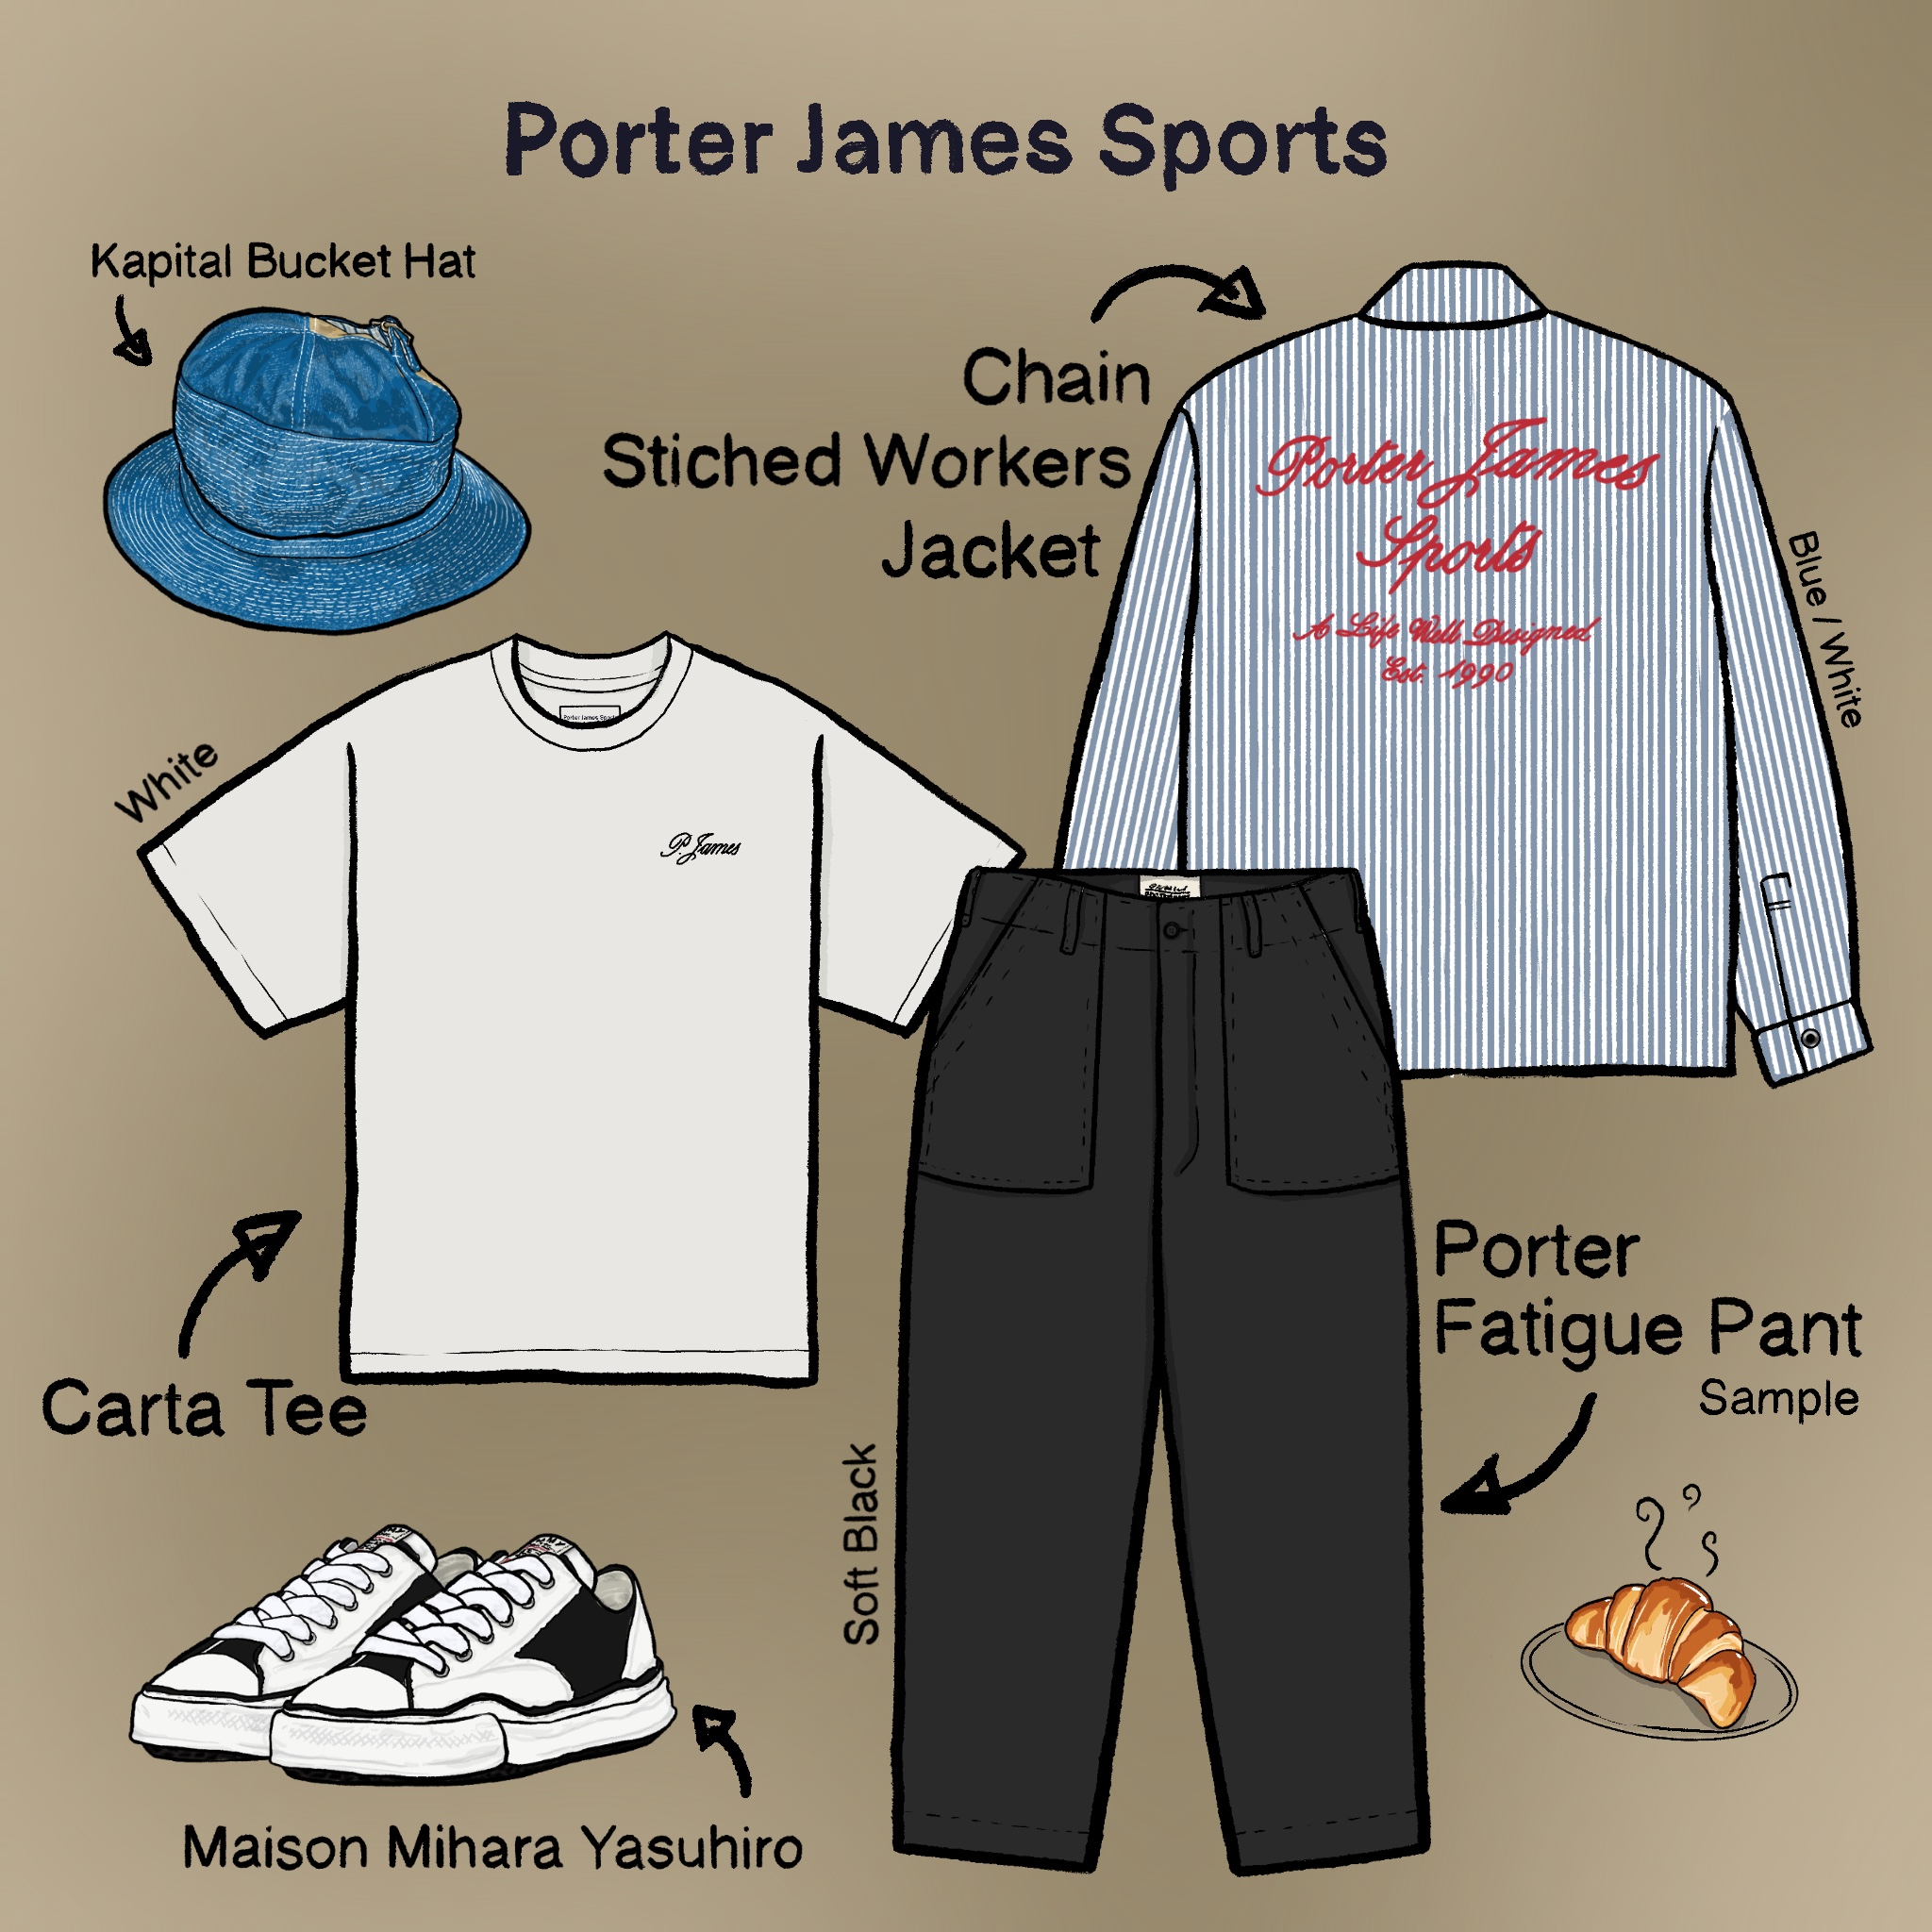 Porter James Sports
Kapital Bucket Hat
Chain
Stiched Workers
Jacket
Porter James
Sports
A Life Well Designed
Est. 1990
Blue / White
White
Porter James Sports
P. James
Carta Tee
Porter
Fatigue Pant
Sample
Soft Black
Maison Mihara Yasuhiro